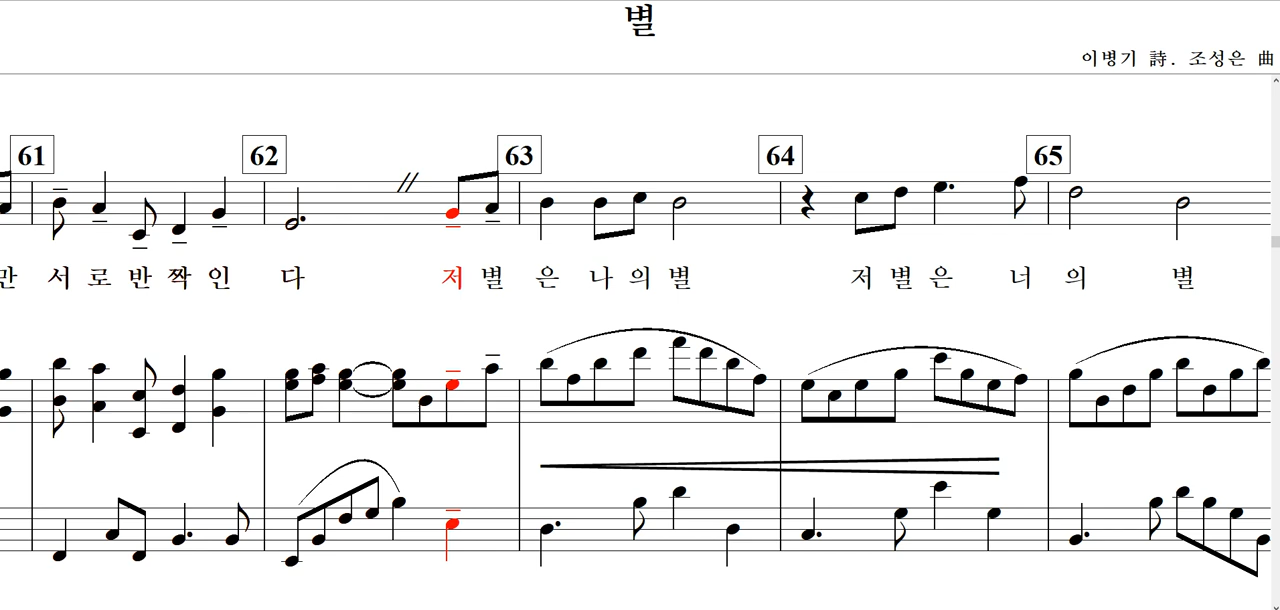 별
이병기 詩. 조성은 曲
61 62 63 64 65
만 서 로 반 짝 인 다 저 별 은 나 의 별 저 별 은 너 의 별